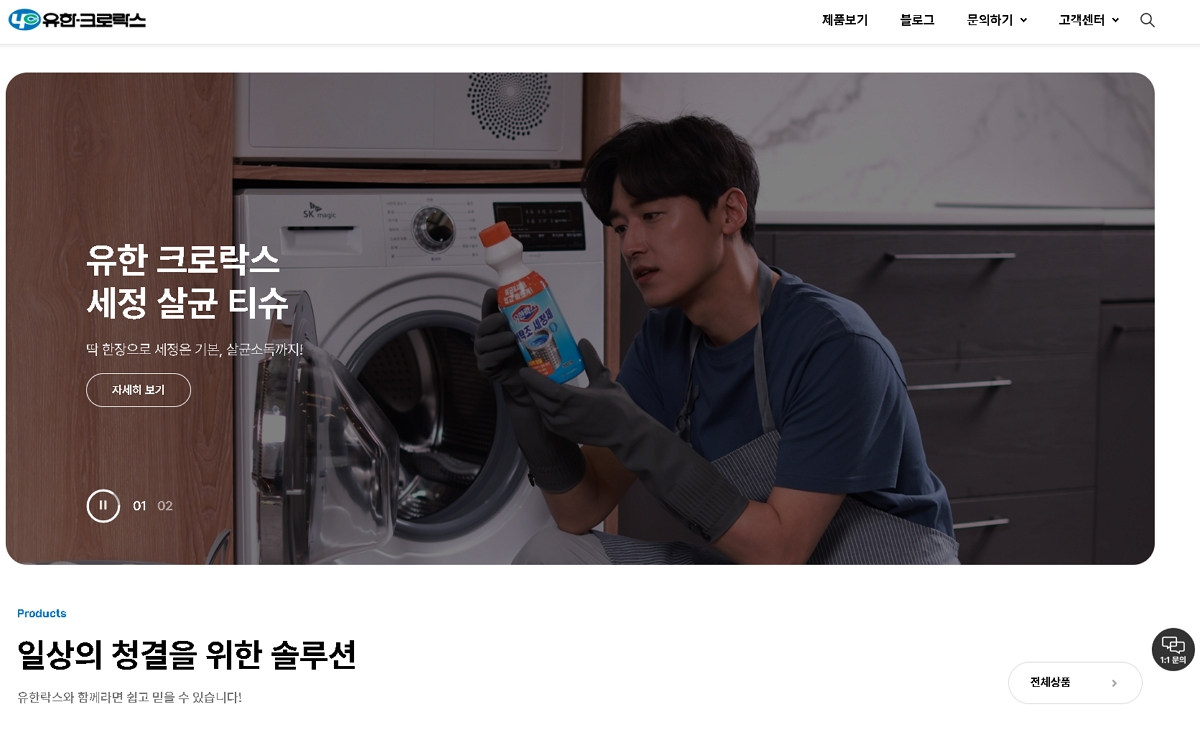 유한-크로락스
제품보기
블로그
문의하기
고객센터
SK magic
유한 크로락스
세정 살균 티슈
딱 한장으로 세정은 기본, 살균소독까지!
자세히 보기
01 02
Products
일상의 청결을 위한 솔루션
유한락스와 함께라면 쉽고 믿을 수 있습니다!
전체상품
1:1 문의